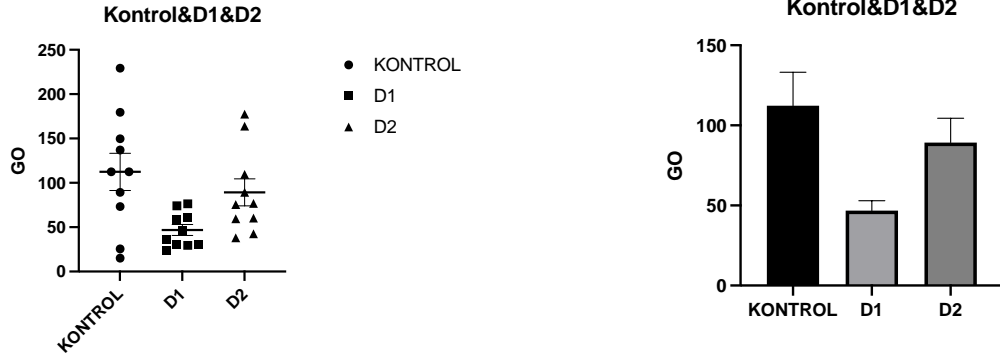 Kontrol&D1&D2
250
200
150
100
50
0
GO
KONTROL
D1
D2
KONTROL
D1
D2
Kontrol&D1&D2
150
100
50
0
GO
KONTROL D1 D2